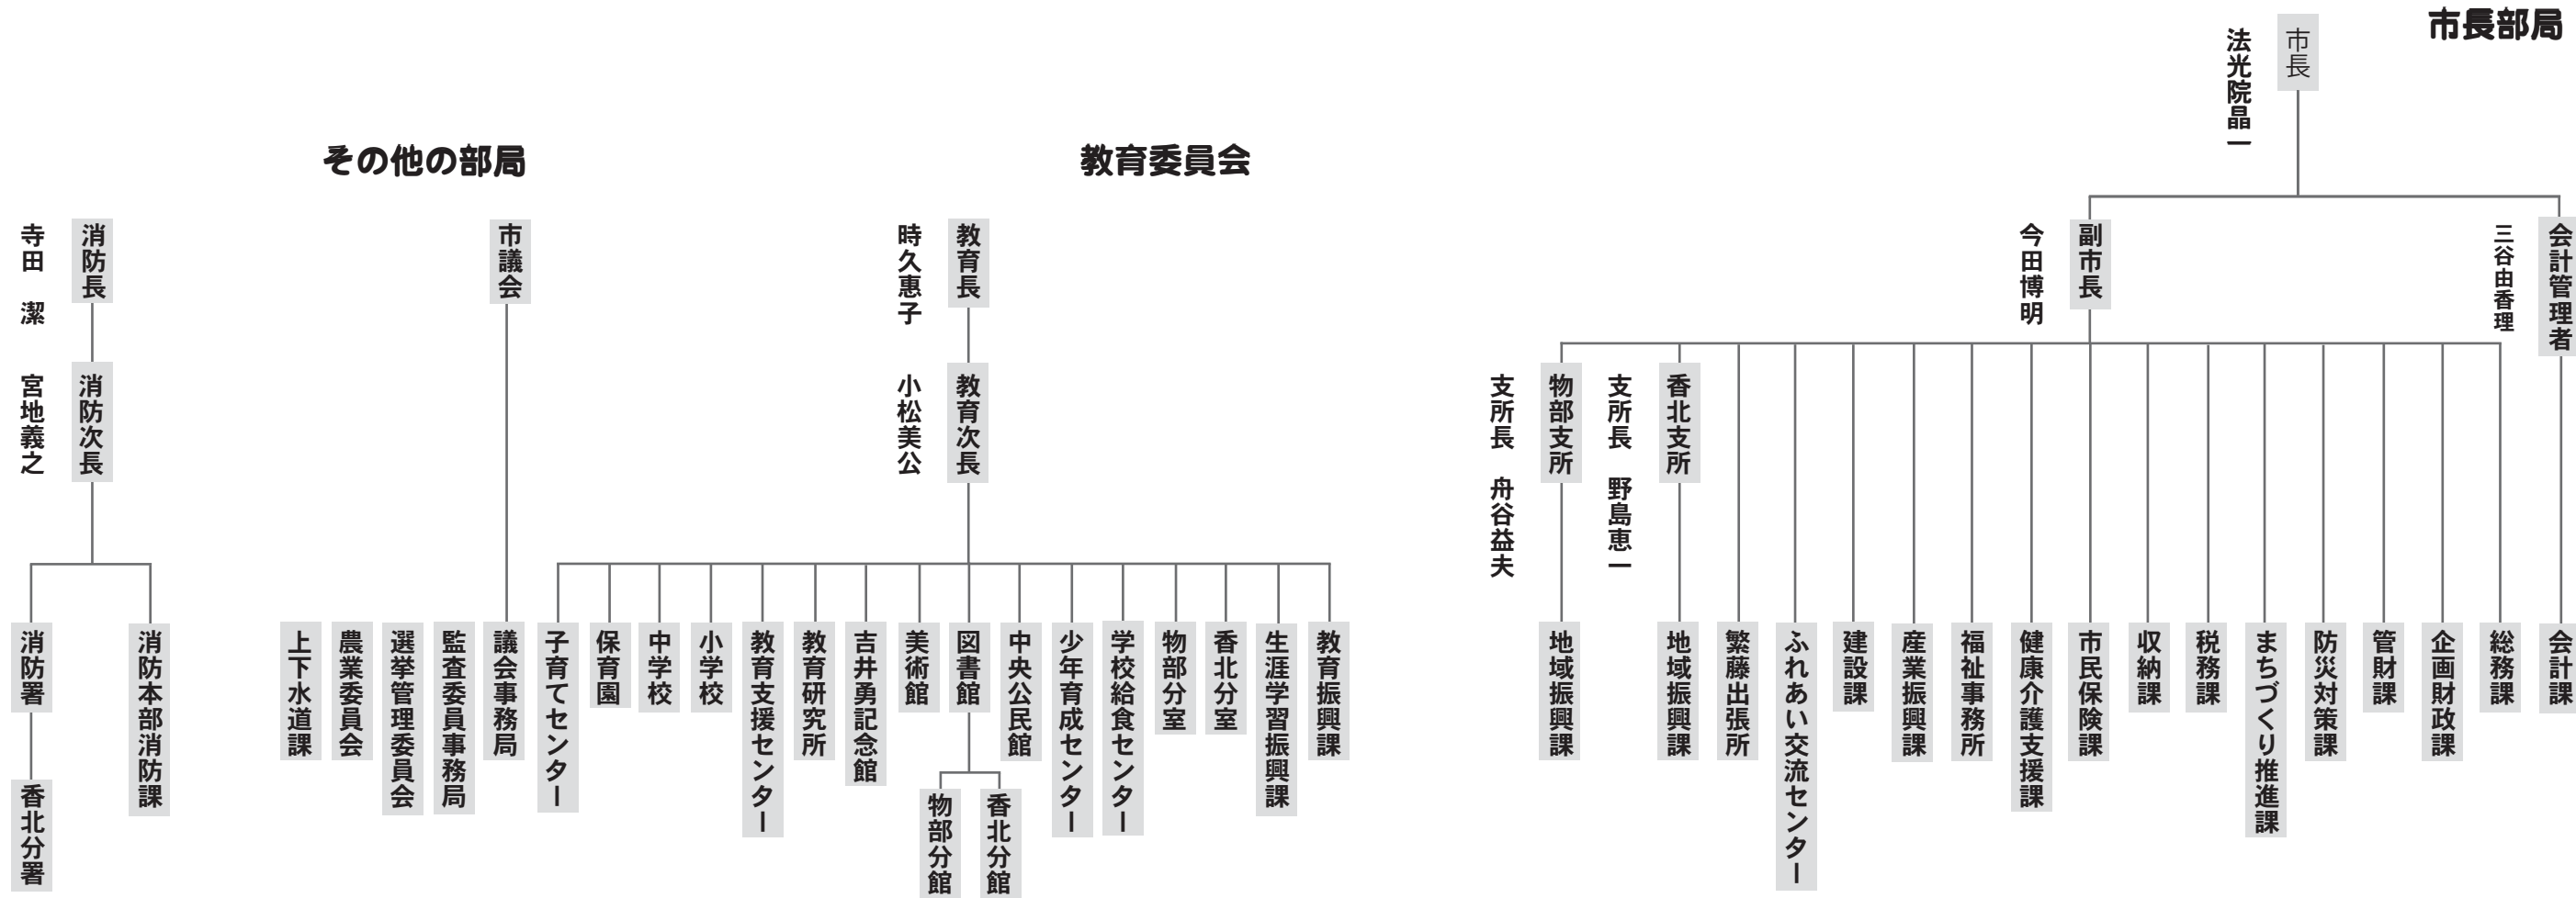 市長部局
市長
法光院晶一
会計管理者
三谷由香理
会計課
副市長
今田博明
総務課
企画財政課
管財課
防災対策課
まちづくり推進課
税務課
収納課
市民保険課
健康介護支援課
福祉事務所
産業振興課
建設課
ふれあい交流センター
繁藤出張所
香北支所
支所長　野島恵一
地域振興課
物部支所
支所長　舟谷益夫
地域振興課
教育委員会
教育長
時久惠子
教育次長
小松美公
教育振興課
生涯学習振興課
香北分室
物部分室
学校給食センター
少年育成センター
中央公民館
図書館
香北分館
物部分館
美術館
吉井勇記念館
教育研究所
教育支援センター
小学校
中学校
保育園
子育てセンター
その他の部局
市議会
議会事務局
監査委員事務局
選挙管理委員会
農業委員会
上下水道課
消防長
寺田　潔
消防次長
宮地義之
消防本部消防課
消防署
香北分署